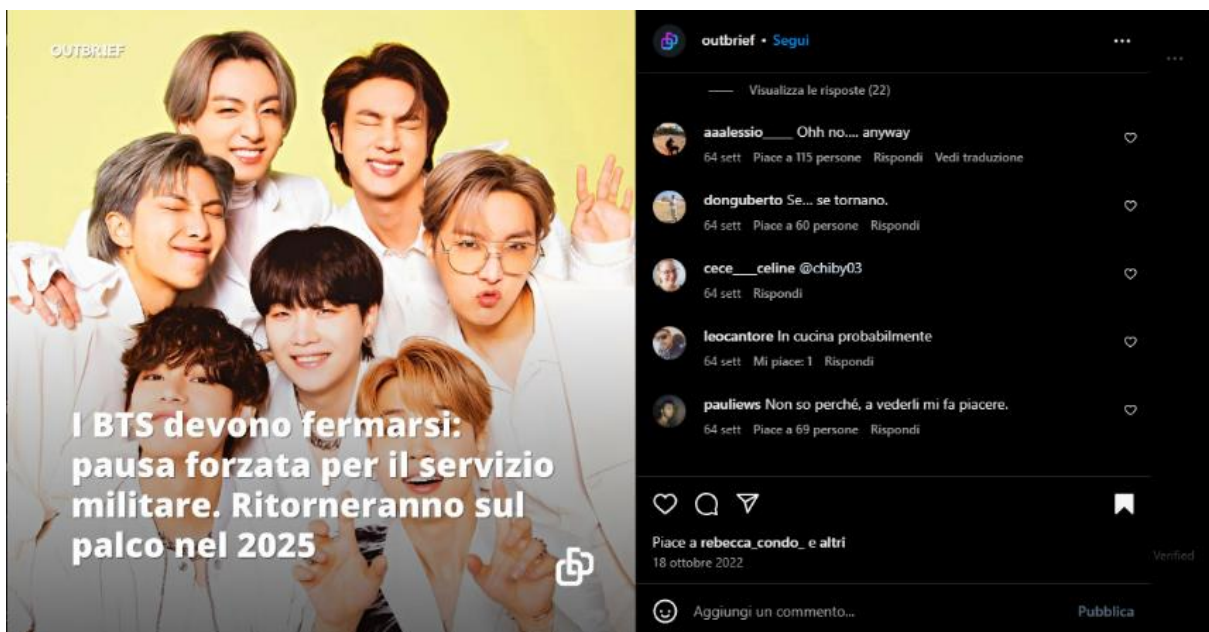 OUTBRIEF
I BTS devono fermarsi:
pausa forzata per il servizio
militare. Ritorneranno sul
palco nel 2025
outbrief • Segui
Visualizza le risposte (22)
aaalessio____ Ohh no.... anyway
64 sett Piace a 115 persone Rispondi Vedi traduzione
donguberto Se... se tornano.
64 sett Piace a 60 persone Rispondi
cece___celine @chiby03
64 sett Rispondi
leocantore In cucina probabilmente
64 sett Mi piace: 1 Rispondi
pauliews Non so perché, a vederli mi fa piacere.
64 sett Piace a 69 persone Rispondi
Piace a rebecca_condo_ e altri
18 ottobre 2022
Verified
Aggiungi un commento...
Pubblica